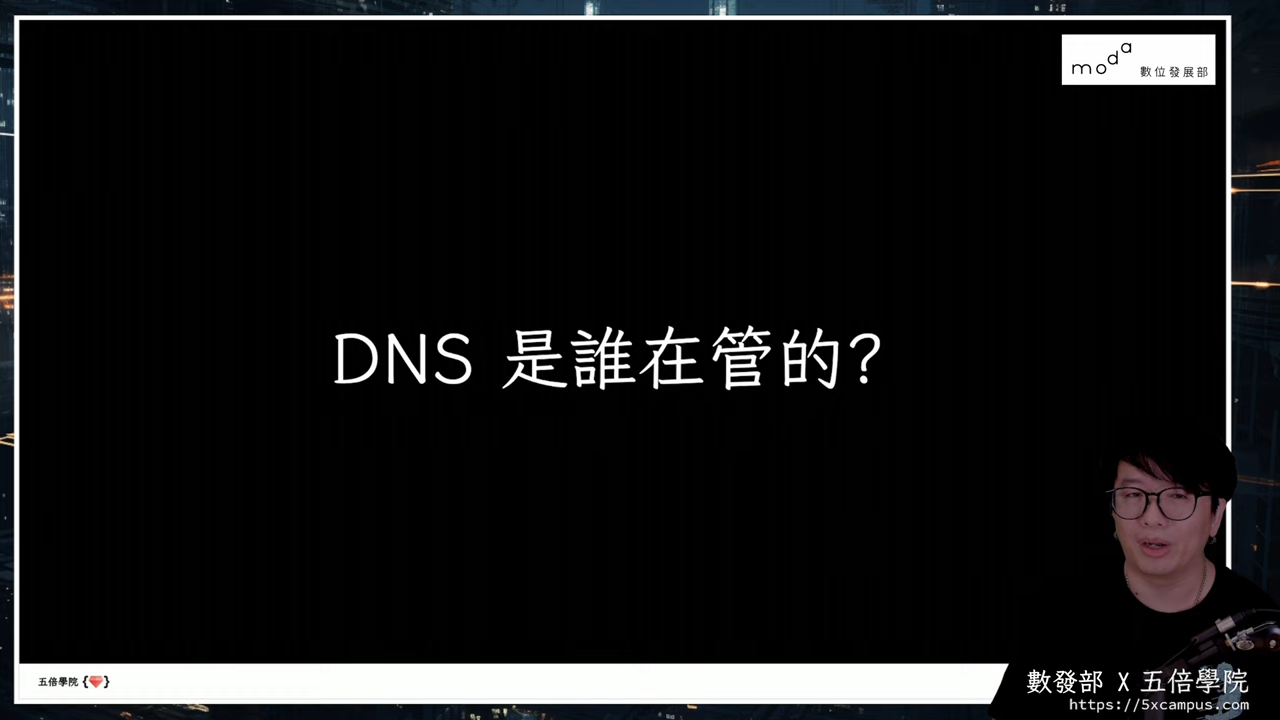 moda 數位發展部
DNS 是誰在管的?
五倍學院 { }
數發部 X 五倍學院
https://5xcampus.com